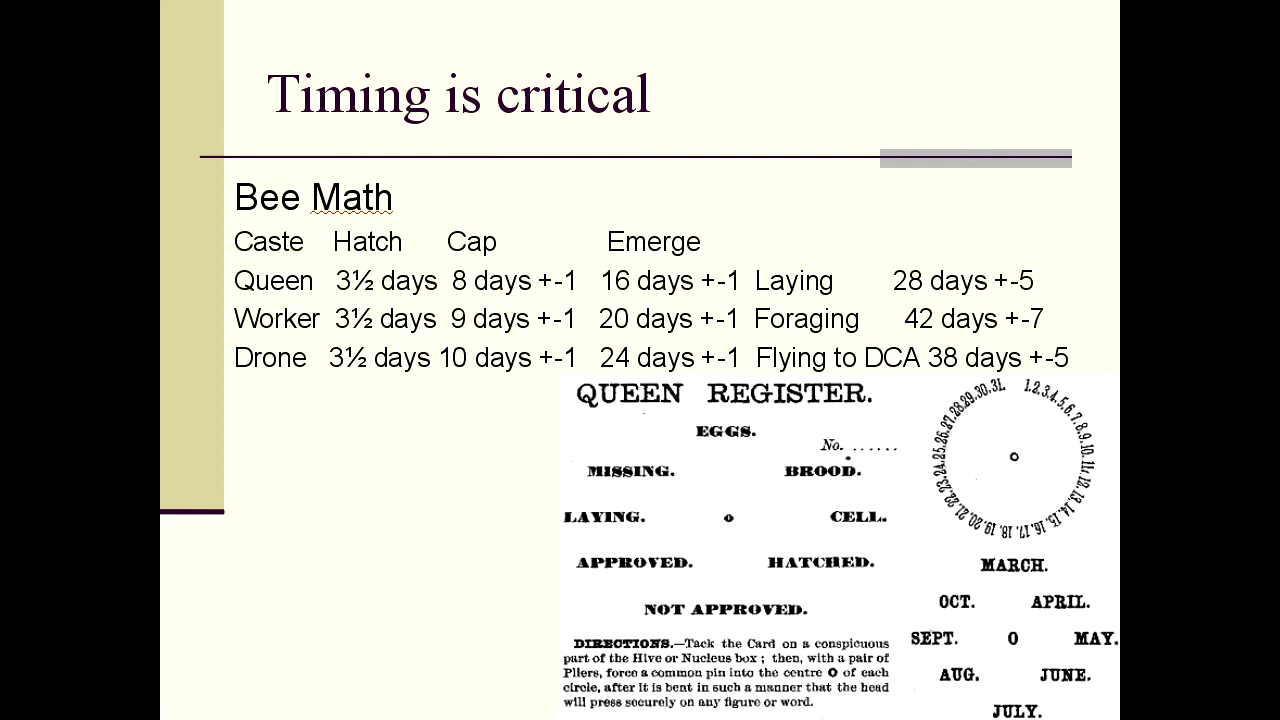 Timing is critical
Bee Math
Caste Hatch Cap Emerge
Queen 3½ days 8 days +-1 16 days +-1 Laying 28 days +-5
Worker 3½ days 9 days +-1 20 days +-1 Foraging 42 days +-7
Drone 3½ days 10 days +-1 24 days +-1 Flying to DCA 38 days +-5
QUEEN REGISTER.
EGGS.
No. ......
MISSING. BROOD.
LAYING. o CELL.
APPROVED. HATCHED.
NOT APPROVED.
DIRECTIONS.—Tack the Card on a conspicuous
part of the Hive or Nucleus box ; then, with a pair of
Pliers, force a common pin into the centre O of each
circle, after it is bent in such a manner that the head
will press securely on any figure or word.
1.2.3.4.5.6.7.8.9.10.11.12.13.14.15.16.17.18.19.20.21.22.23.24.25.26.27.28.29.30.31.
o
MARCH.
OCT. APRIL.
SEPT. O MAY.
AUG. JUNE.
JULY.